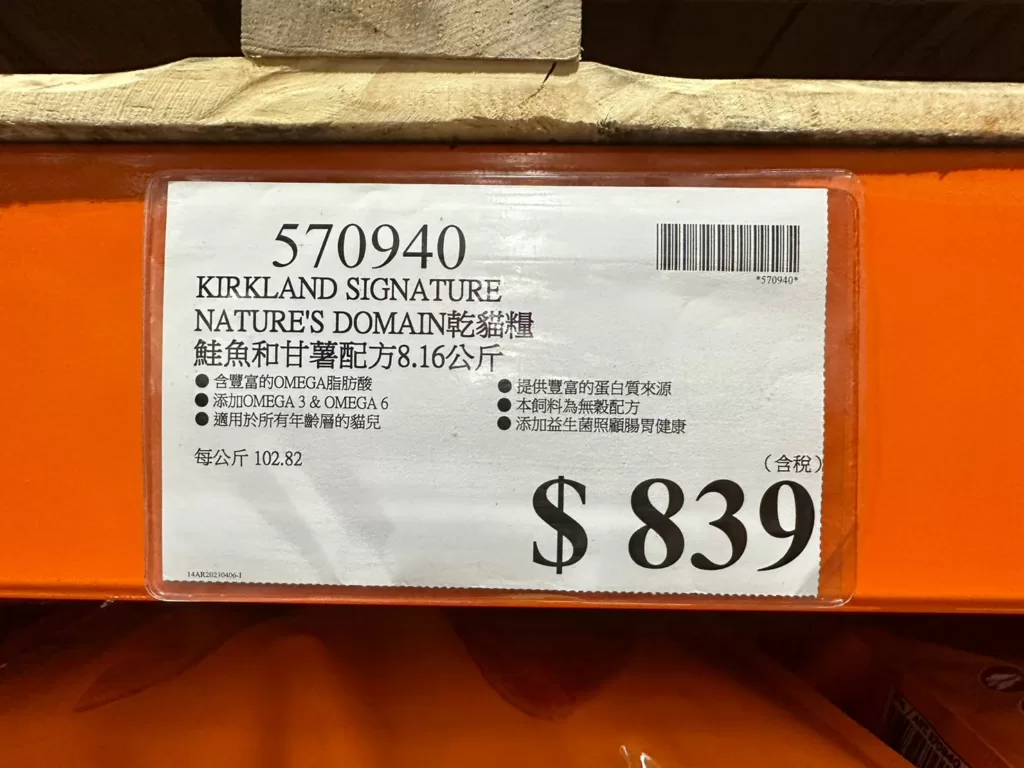 570940
*570940*
KIRKLAND SIGNATURE
NATURE'S DOMAIN乾貓糧
鮭魚和甘薯配方8.16公斤
●含豐富的OMEGA脂肪酸
●添加OMEGA 3 & OMEGA 6
●適用於所有年齡層的貓兒
●提供豐富的蛋白質來源
●本飼料為無穀配方
●添加益生菌照顧腸胃健康
每公斤 102.82
（含稅）
$ 839
14AR20230406-1